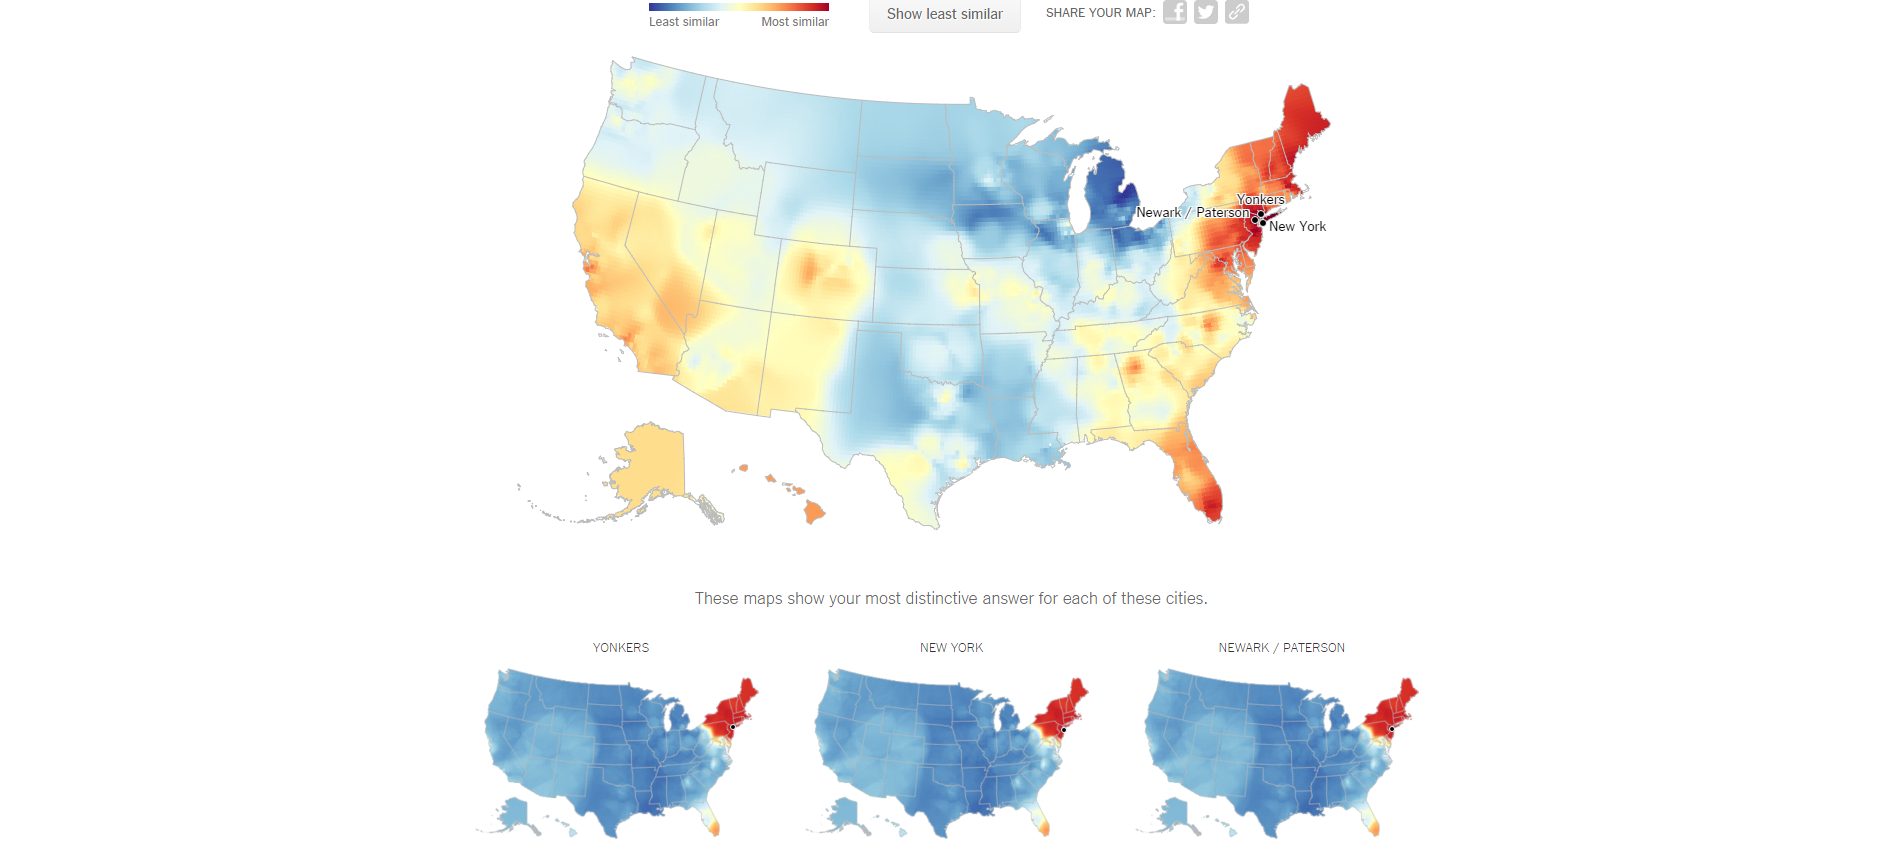 Least similar
Most similar
Show least similar
SHARE YOUR MAP:
Yonkers
Newark / Paterson
New York
These maps show your most distinctive answer for each of these cities.
YONKERS
NEW YORK
NEWARK / PATERSON